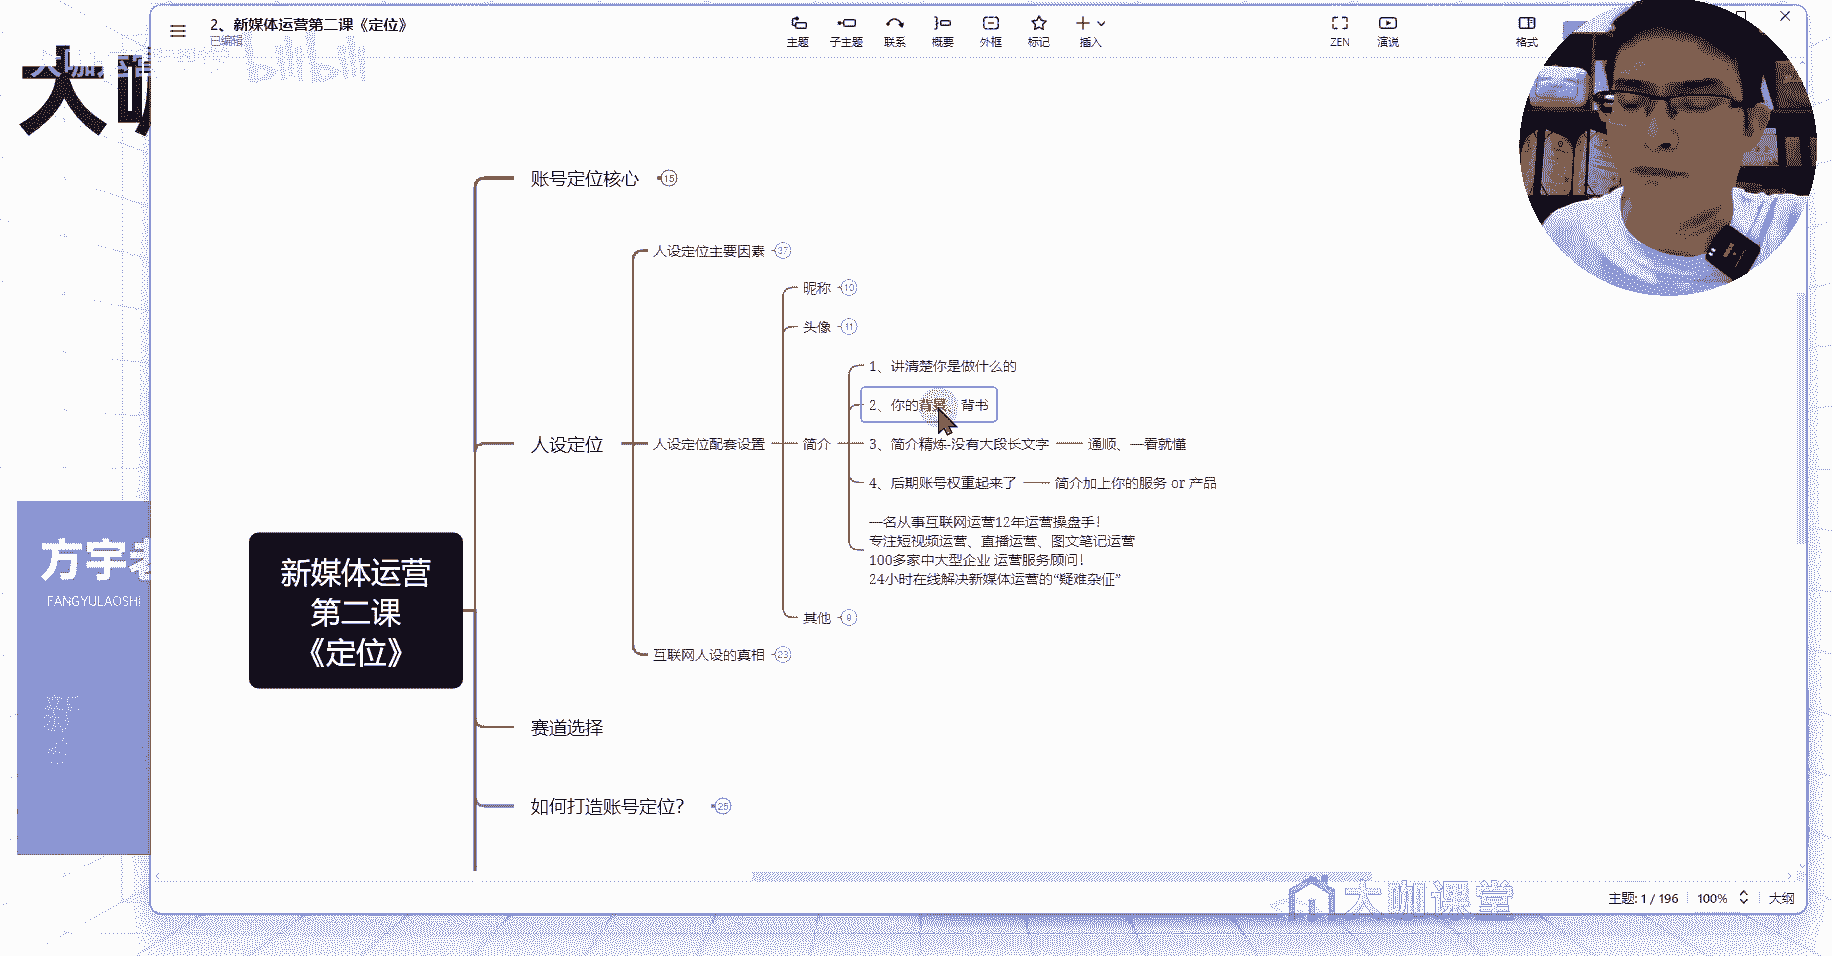 2、新媒体运营第二课《定位》
已编辑
主题
子主题
联系
概要
外框
标记
插入
ZEN
演说
格式
大咖运营
bilibili
大咖
账号定位核心
15
人设定位主要因素
37
昵称
10
头像
11
1、讲清楚你是做什么的
2、你的背景、背书
人设定位
人设定位配套设置
简介
3、简介精炼-没有大段长文字
通顺、一看就懂
4、后期账号权重起来了
简介加上你的服务 or 产品
一名从事互联网运营12年运营操盘手！
专注短视频运营、直播运营、图文笔记运营
100多家中大型企业 运营服务顾问！
24小时在线解决新媒体运营的“疑难杂症”
其他
9
互联网人设的真相
23
新媒体运营
第二课
《定位》
赛道选择
如何打造账号定位？
25
方宇老
FANGYULAOSHI
大咖课堂
主题: 1 / 196
100%
大纲